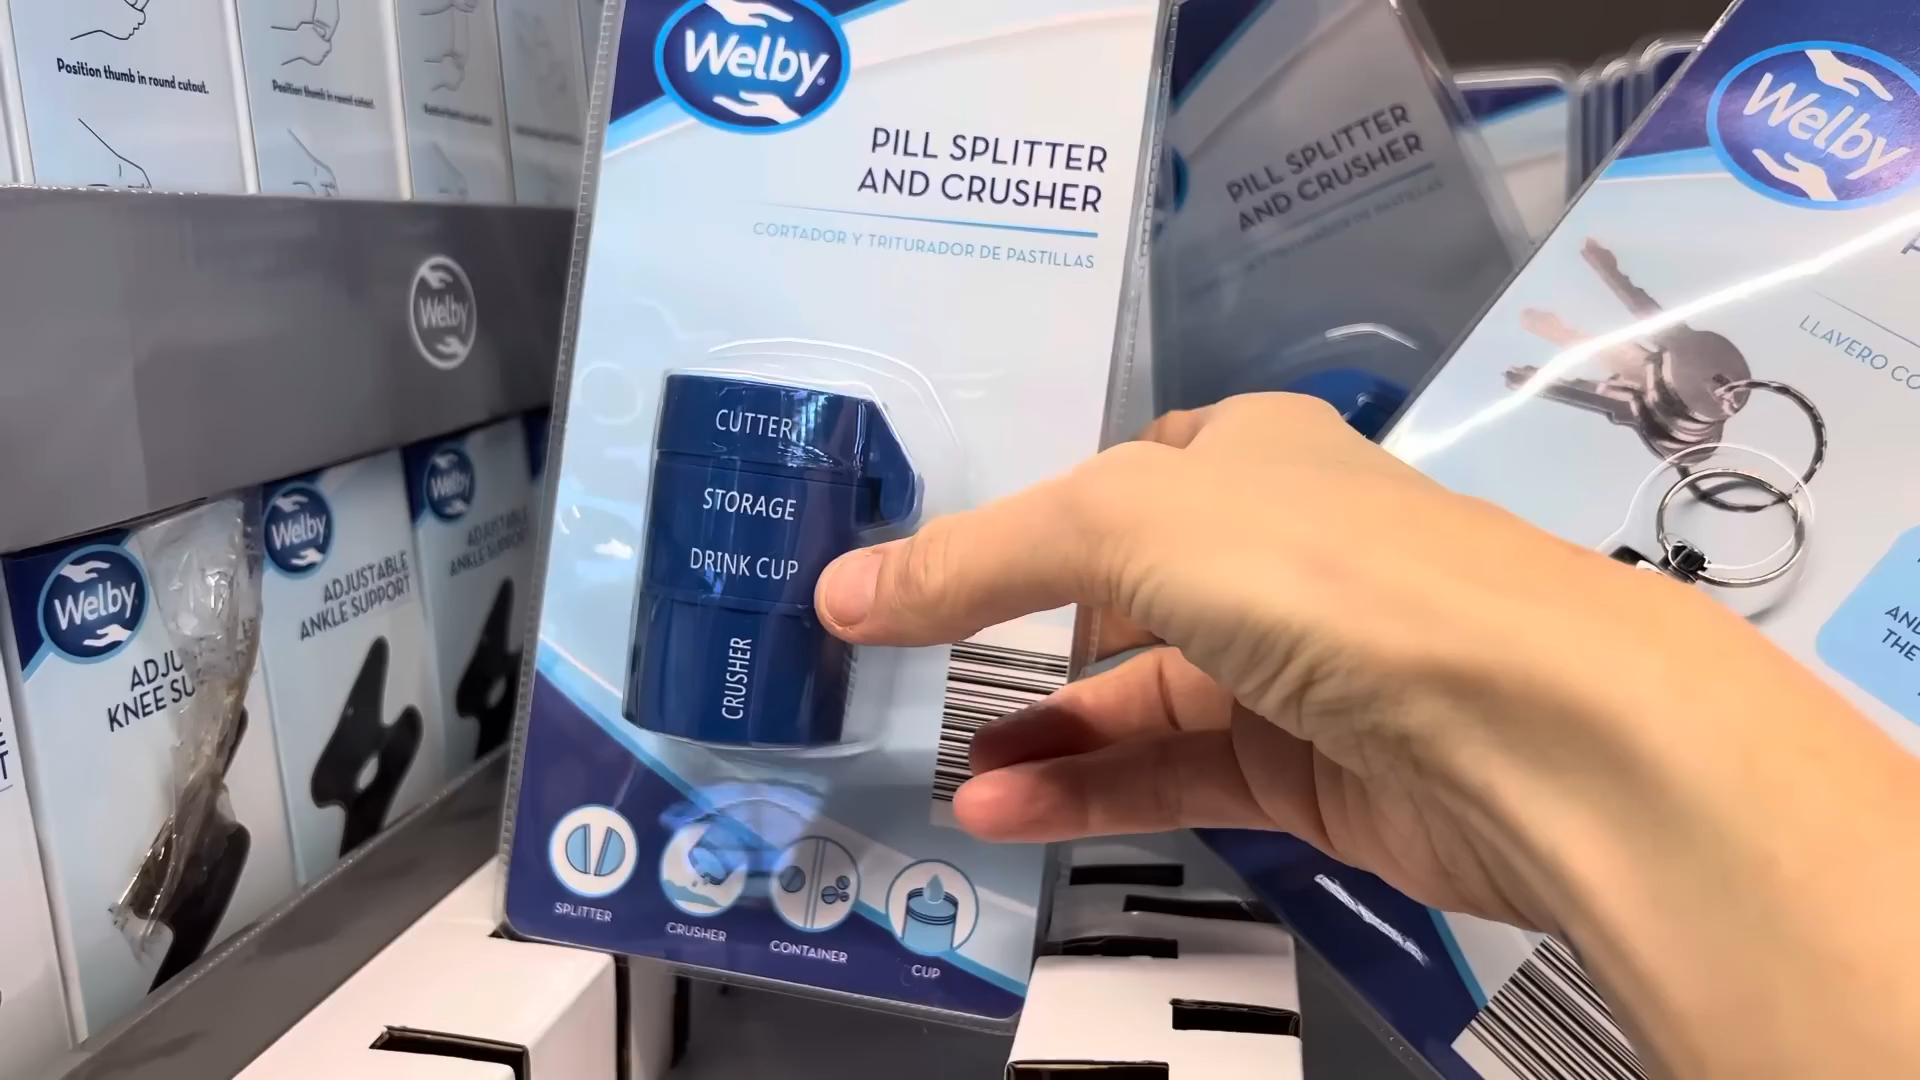 Position thumb in round cutout.
Position thumb in round cutout.
Welby
Welby
ADJUSTABLE
ANKLE SUPPORT
Welby
ADJUSTABLE
ANKLE SUPPORT
Welby
ADJU
KNEE SU
Welby®
PILL SPLITTER
AND CRUSHER
CORTADOR Y TRITURADOR DE PASTILLAS
CUTTER
STORAGE
DRINK CUP
CRUSHER
SPLITTER
CRUSHER
CONTAINER
CUP
PILL SPLITTER
AND CRUSHER
Welby
LLAVERO CO
THE